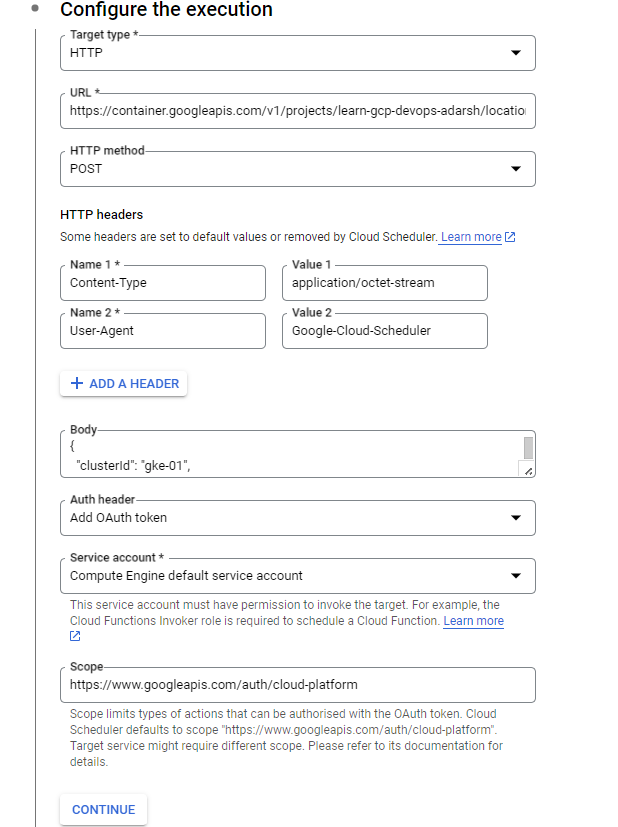 Configure the execution
Target type *
HTTP
URL *
https://container.googleapis.com/v1/projects/learn-gcp-devops-adarsh/locatio
HTTP method
POST
HTTP headers
Some headers are set to default values or removed by Cloud Scheduler. Learn more
Name 1 *
Content-Type
Value 1
application/octet-stream
Name 2 *
User-Agent
Value 2
Google-Cloud-Scheduler
+ ADD A HEADER
Body
{
"clusterId": "gke-01",
Auth header
Add OAuth token
Service account *
Compute Engine default service account
This service account must have permission to invoke the target. For example, the
Cloud Functions Invoker role is required to schedule a Cloud Function. Learn more
Scope
https://www.googleapis.com/auth/cloud-platform
Scope limits types of actions that can be authorised with the OAuth token. Cloud
Scheduler defaults to scope "https://www.googleapis.com/auth/cloud-platform".
Target service might require different scope. Please refer to its documentation for
details.
CONTINUE